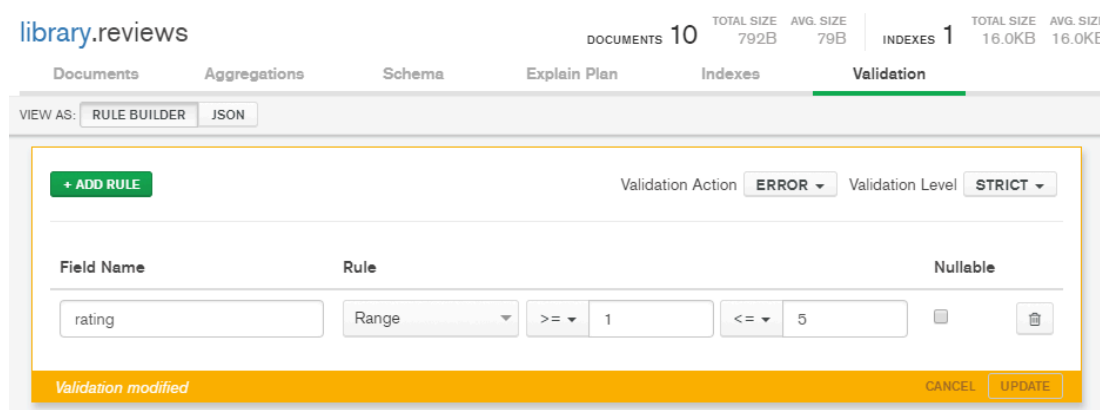 library.reviews
DOCUMENTS 10 TOTAL SIZE 792B AVG. SIZE 79B INDEXES 1 TOTAL SIZE 16.0KB AVG. SIZE 16.0KB
Documents Aggregations Schema Explain Plan Indexes Validation
VIEW AS: RULE BUILDER JSON
+ ADD RULE Validation Action ERROR Validation Level STRICT
Field Name Rule Nullable
rating Range >= 1 <= 5
Validation modified CANCEL UPDATE